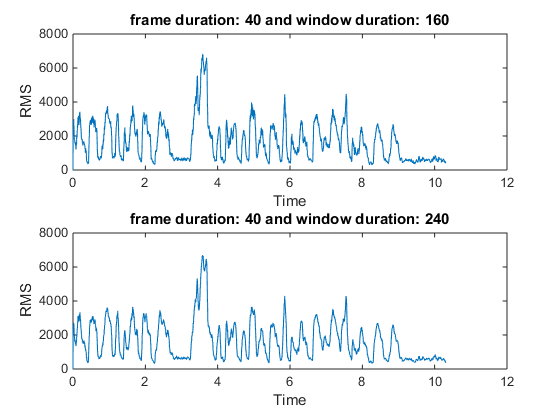 frame duration: 40 and window duration: 160
8000
6000
4000
2000
0
RMS
0 2 4 6 8 10 12
Time
frame duration: 40 and window duration: 240
8000
6000
4000
2000
0
RMS
0 2 4 6 8 10 12
Time